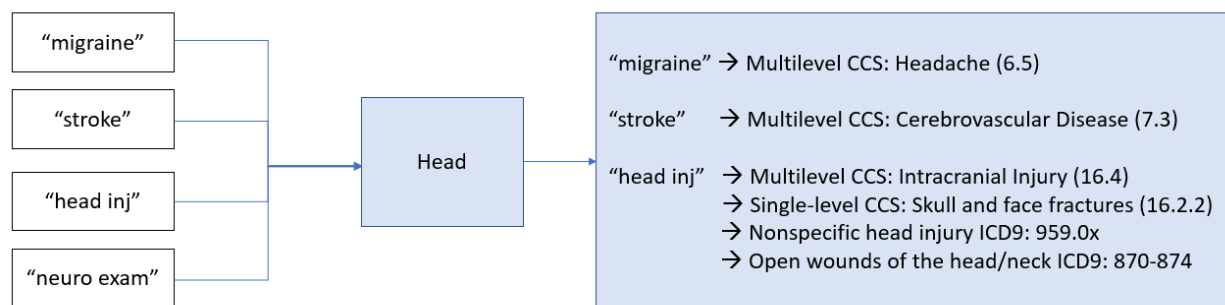 “migraine”
“stroke”
“head inj”
“neuro exam”
Head
“migraine” → Multilevel CCS: Headache (6.5)
“stroke” → Multilevel CCS: Cerebrovascular Disease (7.3)
“head inj” → Multilevel CCS: Intracranial Injury (16.4)
→ Single-level CCS: Skull and face fractures (16.2.2)
→ Nonspecific head injury ICD9: 959.0x
→ Open wounds of the head/neck ICD9: 870-874